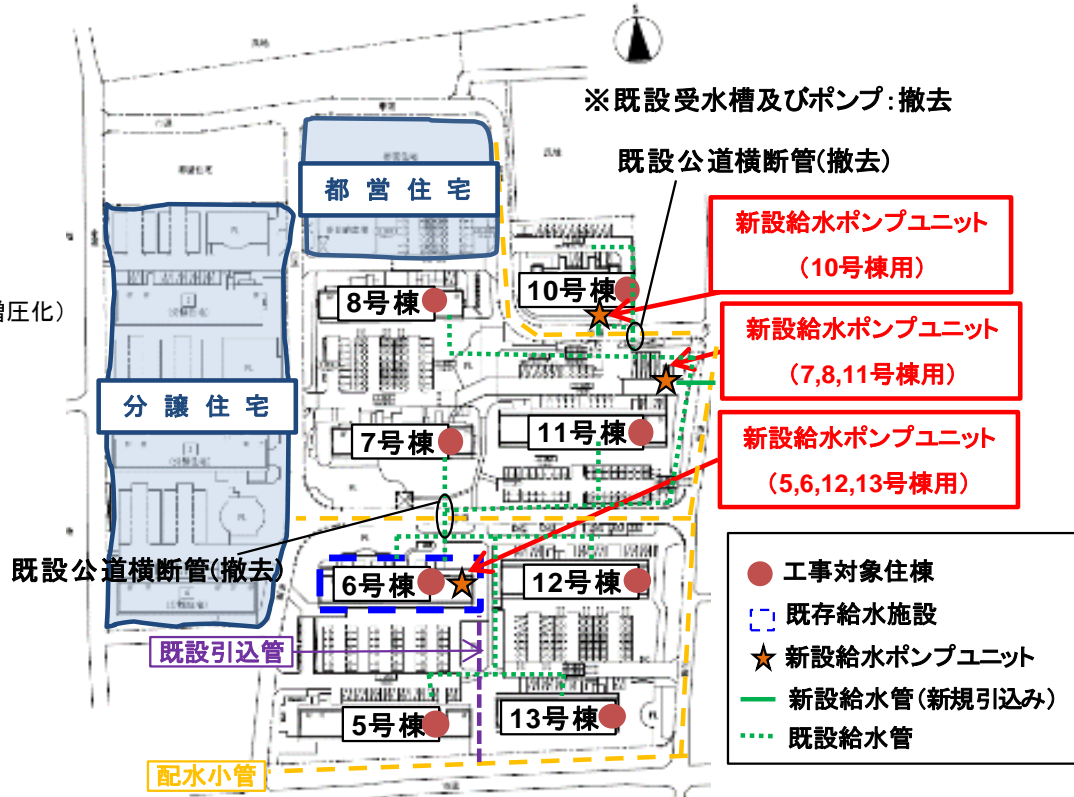 ※既設受水槽及びポンプ：撤去
既設公道横断管(撤去)
都 営 住 宅
新設給水ポンプユニット
（10号棟用）
10号棟
8号棟
増圧化）
新設給水ポンプユニット
（7,8,11号棟用）
分 譲 住 宅
7号棟
11号棟
新設給水ポンプユニット
（5,6,12,13号棟用）
既設公道横断管(撤去)
6号棟
12号棟
既設引込管
5号棟
13号棟
配水小管
工事対象住棟
既存給水施設
新設給水ポンプユニット
新設給水管(新規引込み)
既設給水管